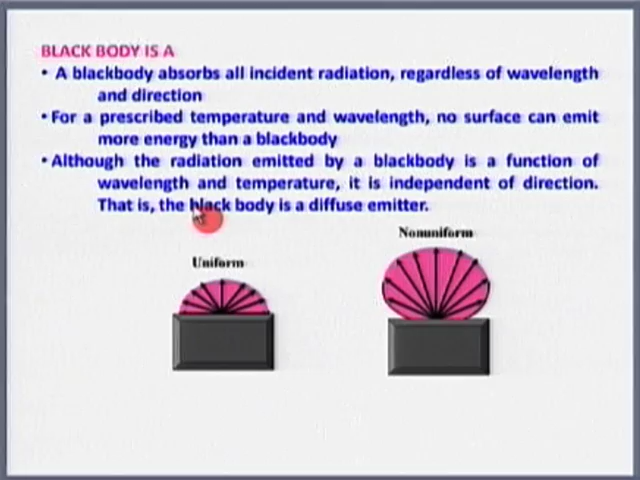 BLACK BODY IS A
• A blackbody absorbs all incident radiation, regardless of wavelength
and direction
• For a prescribed temperature and wavelength, no surface can emit
more energy than a blackbody
• Although the radiation emitted by a blackbody is a function of
wavelength and temperature, it is independent of direction.
That is, the black body is a diffuse emitter.
Nonuniform
Uniform